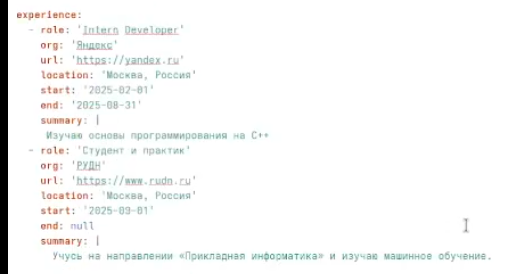 experience:
- role: 'Intern Developer'
org: 'Яндекс'
url: 'https://yandex.ru'
location: 'Москва, Россия'
start: '2025-02-01'
end: '2025-08-31'
summary: |
Изучаю основы программирования на C++
- role: 'Студент и практик'
org: 'РУДН'
url: 'https://www.rudn.ru'
location: 'Москва, Россия'
start: '2025-09-01'
end: null
summary: |
Учусь на направлении «Прикладная информатика» и изучаю машинное обучение.